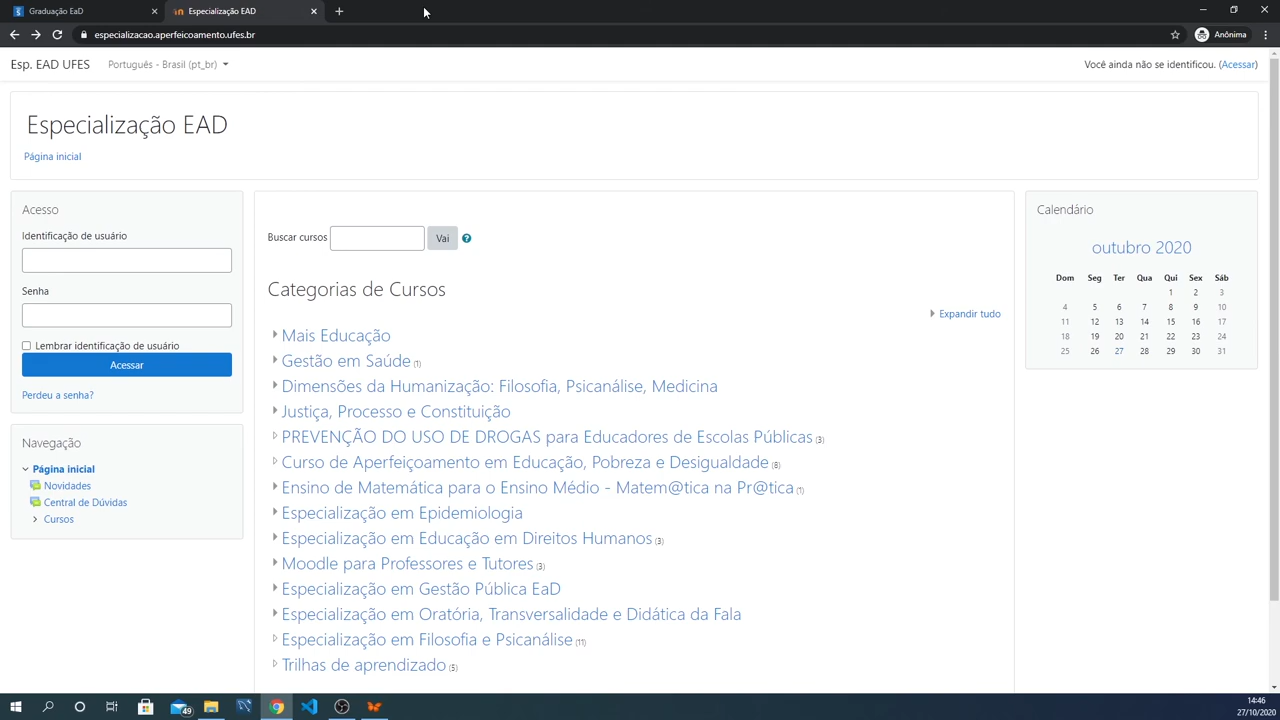 Graduação EaD
Especialização EAD
especializacao.aperfeicoamento.ufes.br
Anônima
Esp. EAD UFES
Português - Brasil (pt_br)
Você ainda não se identificou. (Acessar)
Especialização EAD
Página inicial
Acesso
Identificação de usuário
Senha
Lembrar identificação de usuário
Acessar
Perdeu a senha?
Navegação
Página inicial
Novidades
Central de Dúvidas
Cursos
Buscar cursos
Vai
Categorias de Cursos
Expandir tudo
Mais Educação
Gestão em Saúde (1)
Dimensões da Humanização: Filosofia, Psicanálise, Medicina
Justiça, Processo e Constituição
PREVENÇÃO DO USO DE DROGAS para Educadores de Escolas Públicas (3)
Curso de Aperfeiçoamento em Educação, Pobreza e Desigualdade (8)
Ensino de Matemática para o Ensino Médio - Matem@tica na Pr@tica (1)
Especialização em Epidemiologia
Especialização em Educação em Direitos Humanos (3)
Moodle para Professores e Tutores (3)
Especialização em Gestão Pública EaD
Especialização em Oratória, Transversalidade e Didática da Fala
Especialização em Filosofia e Psicanálise (11)
Trilhas de aprendizado (5)
Calendário
outubro 2020
Dom Seg Ter Qua Qui Sex Sáb
1 2 3
4 5 6 7 8 9 10
11 12 13 14 15 16 17
18 19 20 21 22 23 24
25 26 27 28 29 30 31
49
14:46
27/10/2020